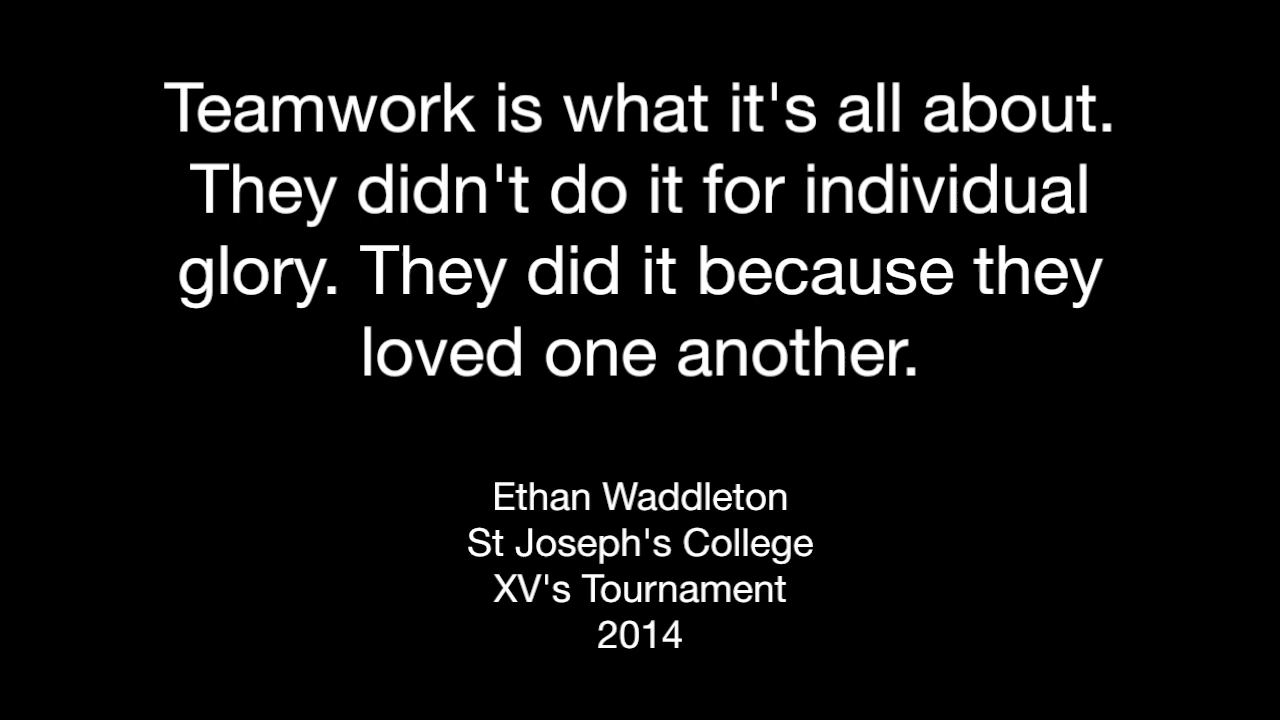 Teamwork is what it's all about.
They didn't do it for individual
glory. They did it because they
loved one another.
Ethan Waddleton
St Joseph's College
XV's Tournament
2014